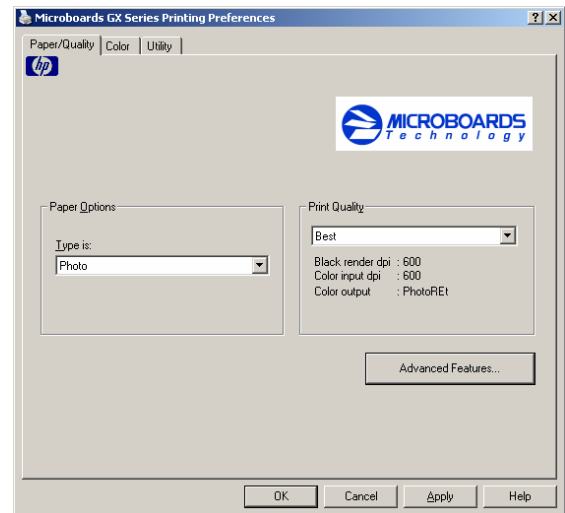 Microboards GX Series Printing Preferences
Paper/Quality Color Utility
hp
MICROBOARDS
Technology
Paper Options
Type is:
Photo
Print Quality
Best
Black render dpi : 600
Color input dpi : 600
Color output : PhotoREt
Advanced Features...
OK Cancel Apply Help